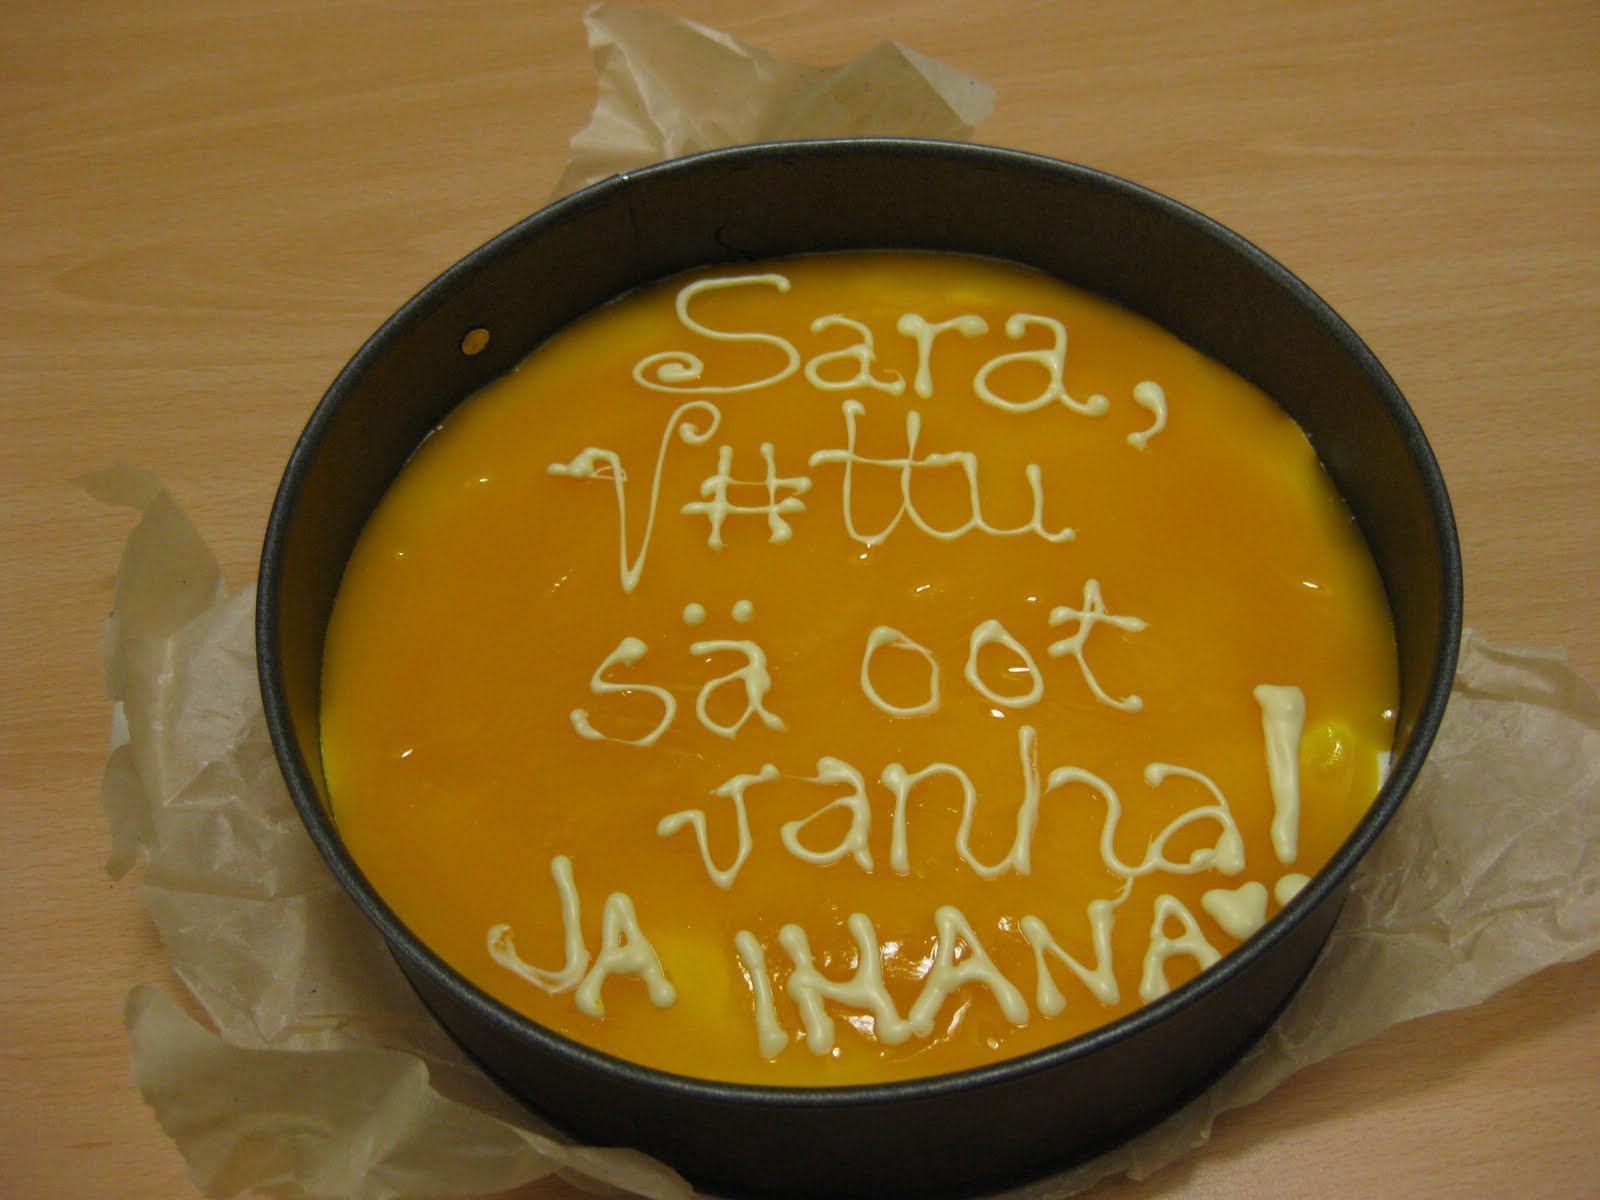 Sara,
V#ttu
sä oot
vanha!
JA IHANA